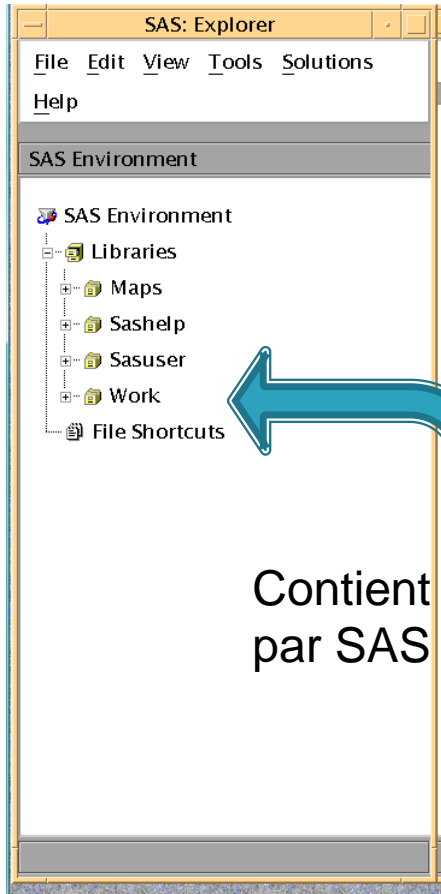 SAS: Explorer
File Edit View Tools Solutions
Help
SAS Environment
SAS Environment
Libraries
Maps
Sashelp
Sasuser
Work
File Shortcuts
Contient
par SAS